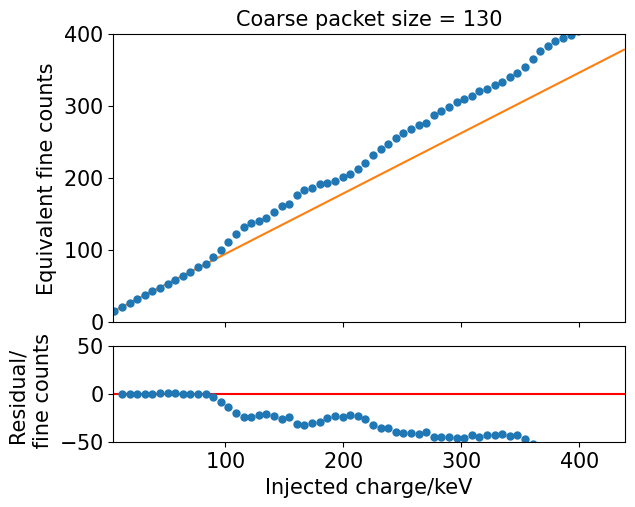 Coarse packet size = 130
Equivalent fine counts
400
300
200
100
0
Residual/
fine counts
50
0
−50
100
200
300
400
Injected charge/keV